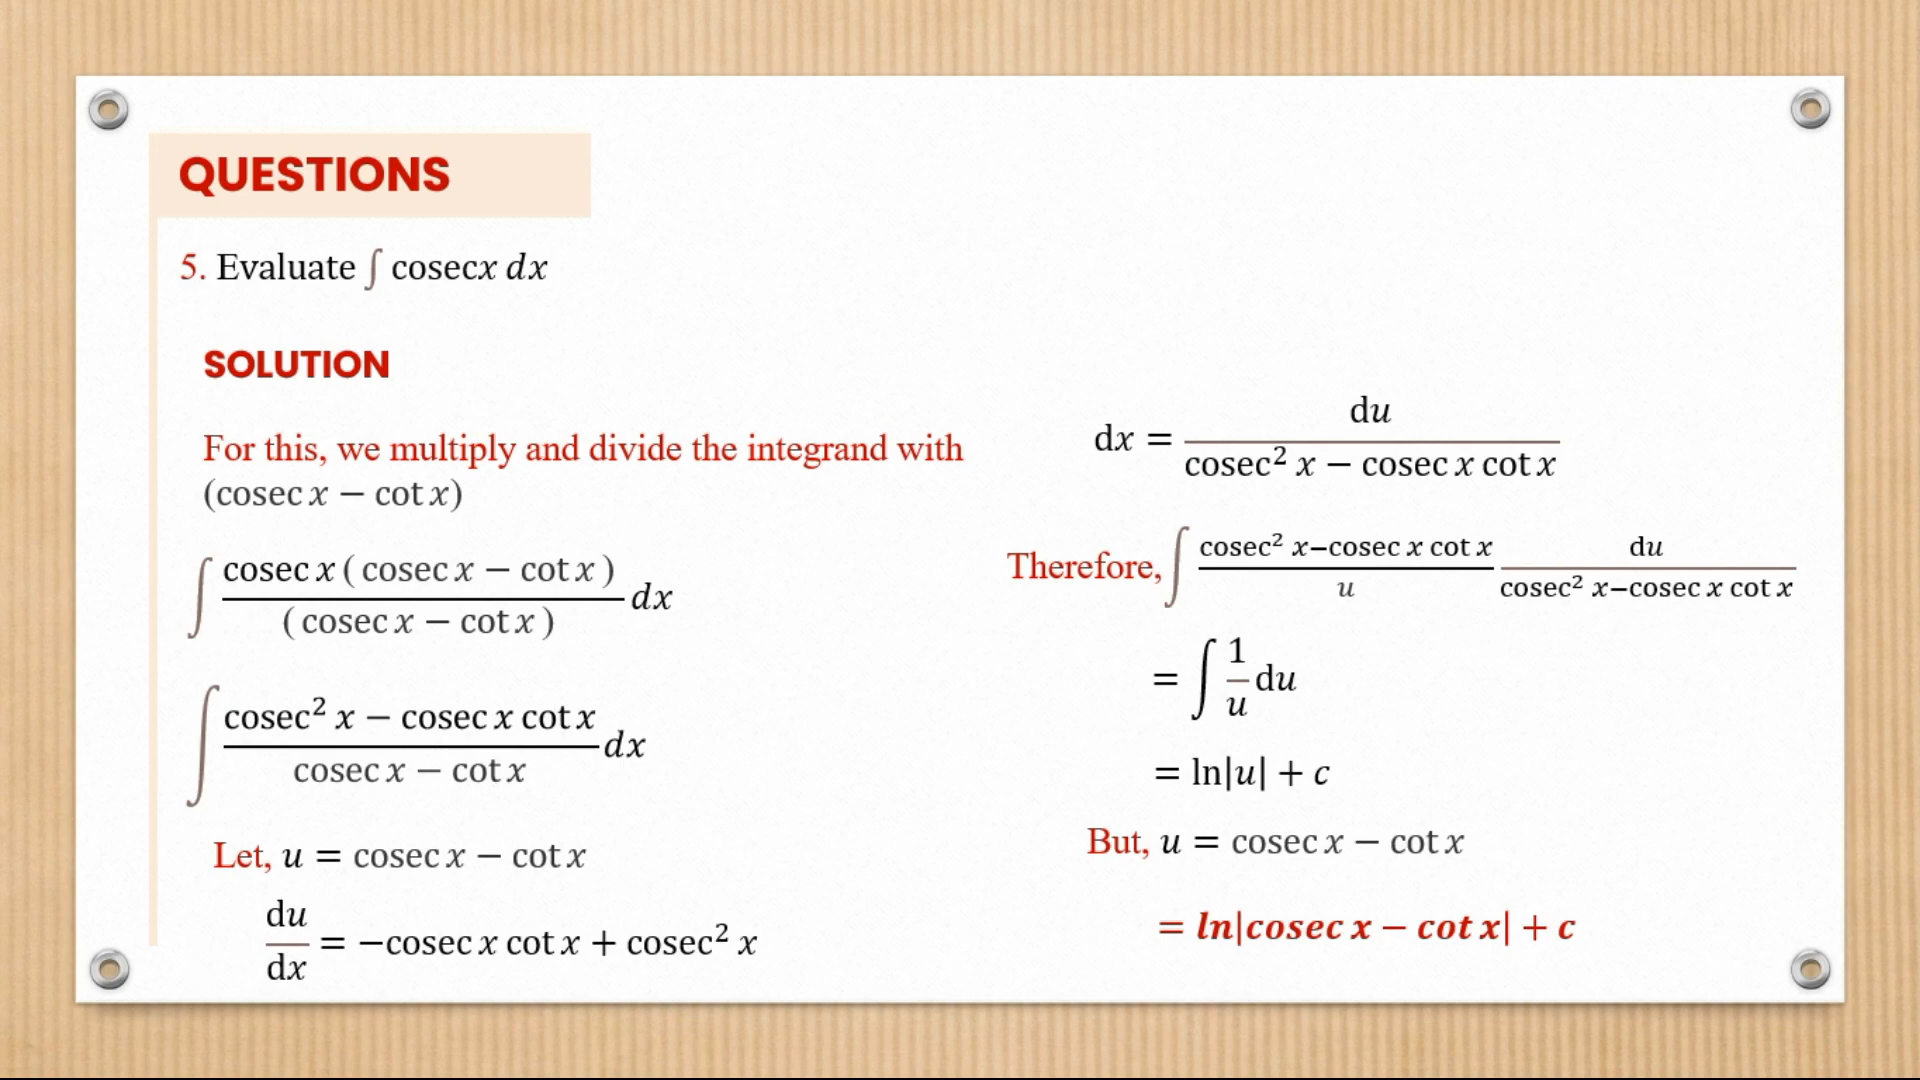 QUESTIONS
5. Evaluate ∫ cosecx dx
SOLUTION
For this, we multiply and divide the integrand with
(cosec x − cot x)
∫ cosec x ( cosec x − cot x ) / ( cosec x − cot x ) dx
∫ cosec² x − cosec x cot x / cosec x − cot x dx
Let, u = cosec x − cot x
du/dx = −cosec x cot x + cosec² x
dx = du / cosec² x − cosec x cot x
Therefore, ∫ cosec² x−cosec x cot x / u du / cosec² x−cosec x cot x
= ∫ 1/u du
= ln|u| + c
But, u = cosec x − cot x
= ln|cosec x − cot x| + c